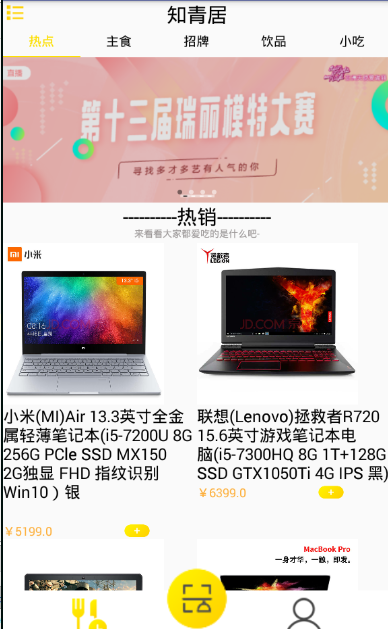 知青居
热点 主食 招牌 饮品 小吃
直播
第十三届瑞丽模特大赛
寻找多才多艺有人气的你
----------热销----------
来看看大家都爱吃的是什么吧·
小米
拯救者
LEGION
JD.COM
小米(MI)Air 13.3英寸全金
属轻薄笔记本(i5-7200U 8G
256G PCle SSD MX150
2G独显 FHD 指纹识别
Win10）银
￥5199.0
联想(Lenovo)拯救者R720
15.6英寸游戏笔记本电
脑(i5-7300HQ 8G 1T+128G
SSD GTX1050Ti 4G IPS 黑)
￥6399.0
MacBook Pro
一身才华，一触，即发。